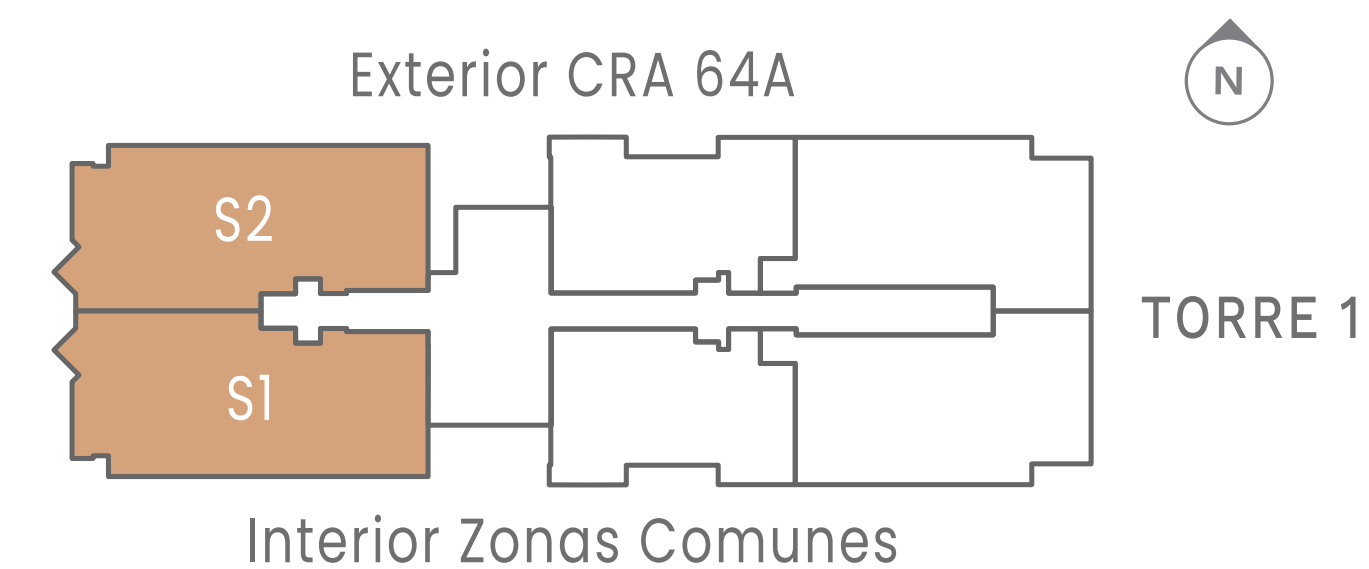 Exterior CRA 64A
N
S2
TORRE 1
S1
Interior Zonas Comunes